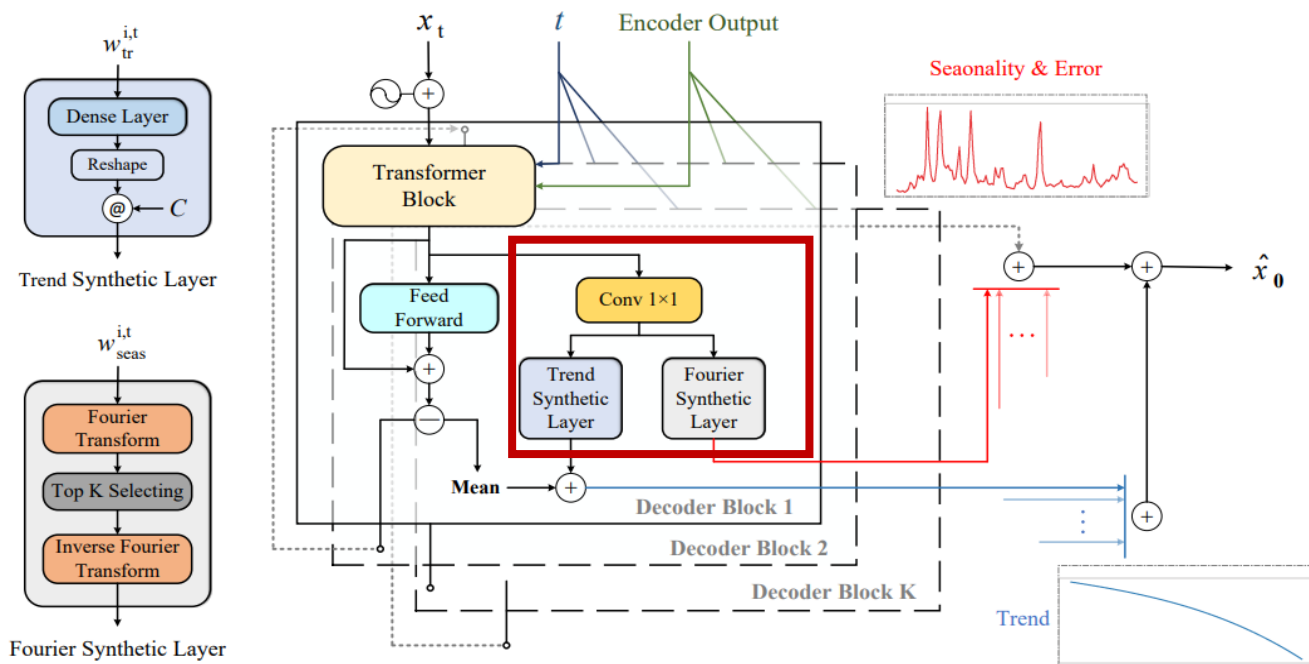 w_tr^{i,t}
Dense Layer
Reshape
@
C
Trend Synthetic Layer
w_seas^{i,t}
Fourier
Transform
Top K Selecting
Inverse Fourier
Transform
Fourier Synthetic Layer
x_t
t
Encoder Output
+
Transformer
Block
Feed
Forward
+
—
Mean
Conv 1×1
Trend
Synthetic
Layer
Fourier
Synthetic
Layer
+
Decoder Block 1
Decoder Block 2
Decoder Block K
Seaonality & Error
+
+
x̂_0
...
⋮
+
Trend